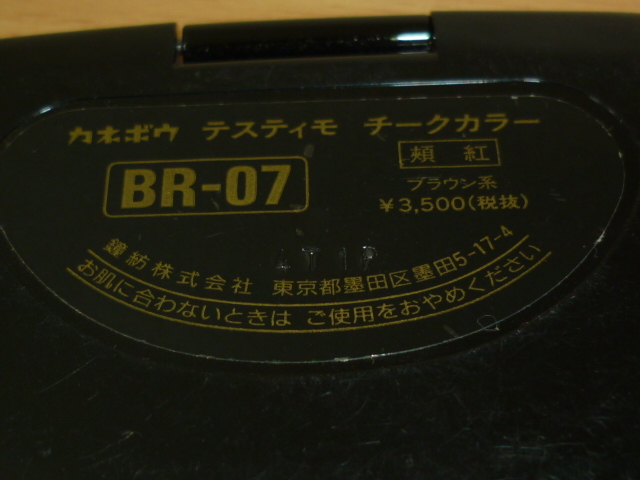 カネボウ テスティモ チークカラー
BR-07
頬紅
ブラウン系
￥3,500(税抜)
鐘紡株式会社 東京都墨田区墨田5-17-4
お肌に合わないときは ご使用をおやめください